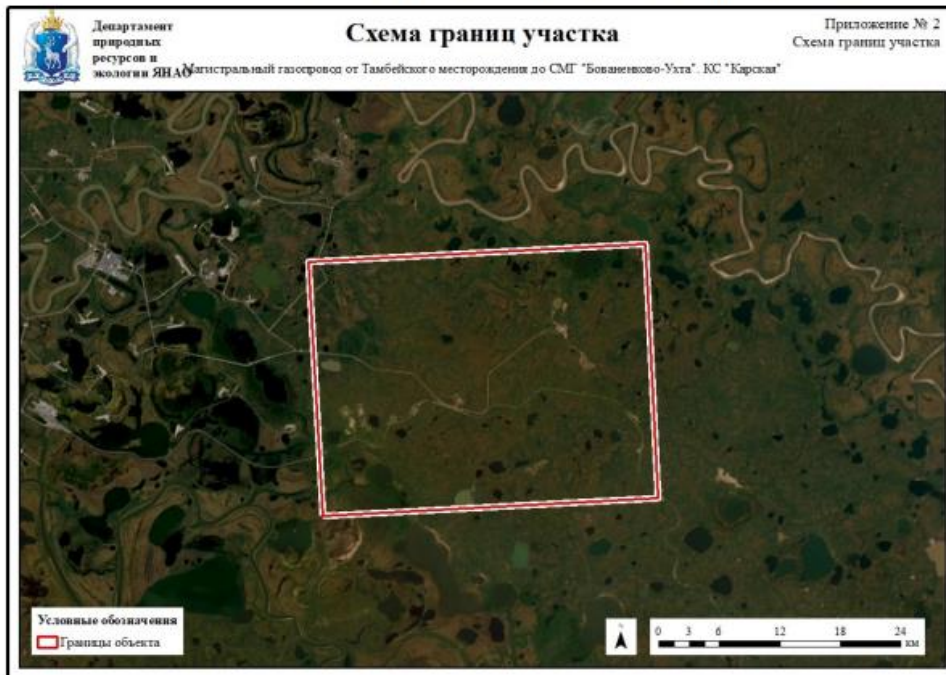 Департамент
природных
ресурсов и
экологии ЯНАО
Схема границ участка
Магистральный газопровод от Тамбейского месторождения до СМГ "Бованенково-Ухта". КС "Карская"
Приложение № 2
Схема границ участка
Условные обозначения
Границы объекта
0 3 6 12 18 24
км